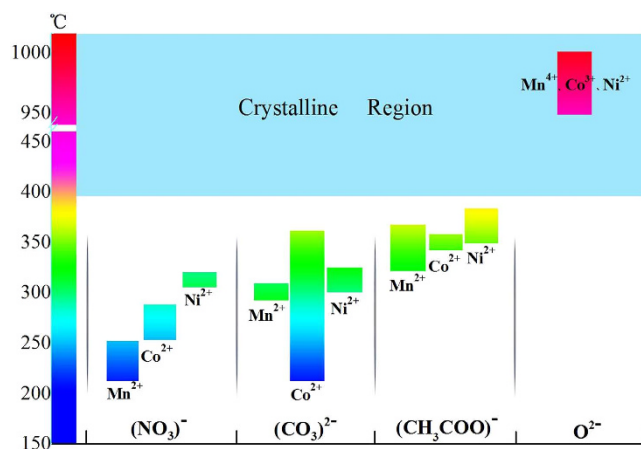 ℃
1000
950
450
400
350
300
250
200
150
Crystalline Region
Mn⁴⁺、Co³⁺、Ni²⁺
Mn²⁺
Co²⁺
Ni²⁺
Mn²⁺
Co²⁺
Ni²⁺
Mn²⁺
Co²⁺
Ni²⁺
(NO₃)⁻
(CO₃)²⁻
(CH₃COO)⁻
O²⁻